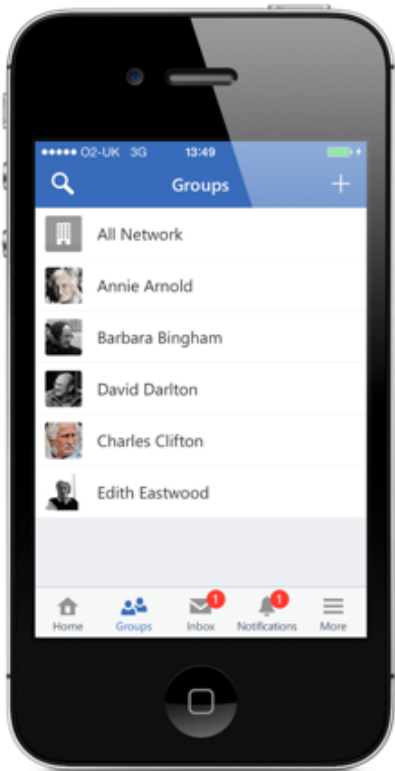 O2-UK 3G 13:49
Groups
All Network
Annie Arnold
Barbara Bingham
David Darlton
Charles Clifton
Edith Eastwood
1 1
Home Groups Inbox Notifications More